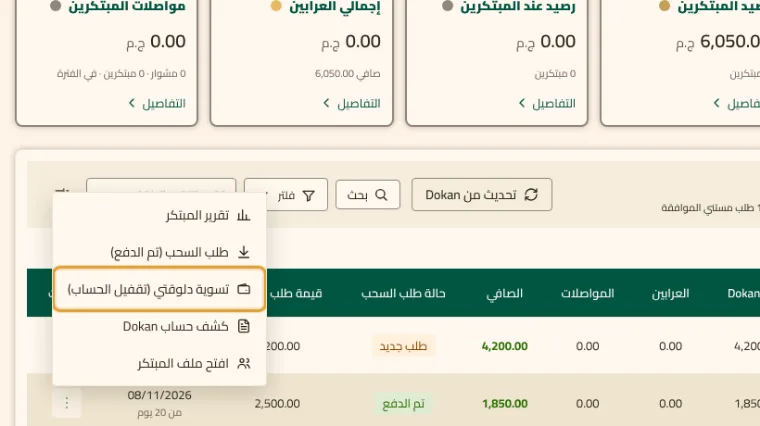 صيد المبتكرين
رصيد عند المبتكرين
إجمالي العرابين
مواصلات المبتكرين
6,050.0 ج.م
0.00 ج.م
0.00 ج.م
0.00 ج.م
مبتكرين
0 مبتكرين
صافي 6,050.00
0 مشوار · 0 مبتكرين · في الفترة
التفاصيل
التفاصيل
التفاصيل
التفاصيل
طلب مستني الموافقة
تحديث من Dokan
بحث
فلتر
Dokan
العرابين
المواصلات
الصافي
حالة طلب السحب
قيمة طلب
4,200
0.00
0.00
4,200.00
طلب جديد
200.00
1,850
0.00
0.00
1,850.00
تم الدفع
2,500.00
08/11/2026
من 20 يوم
تقرير المبتكر
طلب السحب (تم الدفع)
تسوية دلوقتي (تقفيل الحساب)
كشف حساب Dokan
افتح ملف المبتكر